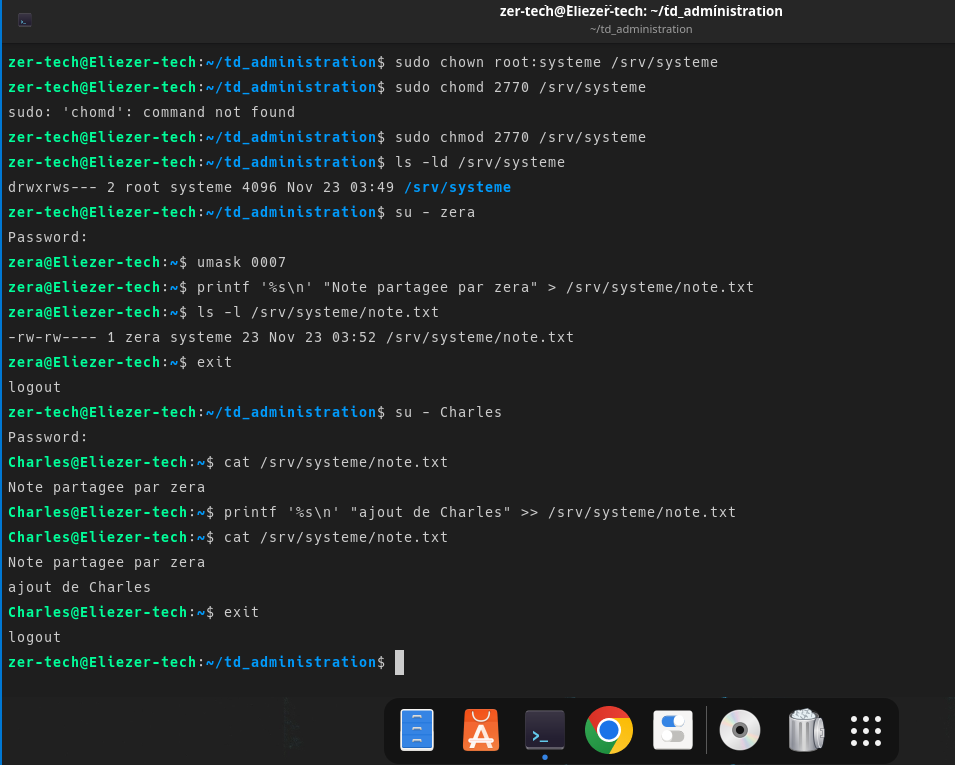 zer-tech@Eliezer-tech: ~/td_administration
~/td_administration
zer-tech@Eliezer-tech:~/td_administration$ sudo chown root:systeme /srv/systeme
zer-tech@Eliezer-tech:~/td_administration$ sudo chomd 2770 /srv/systeme
sudo: 'chomd': command not found
zer-tech@Eliezer-tech:~/td_administration$ sudo chmod 2770 /srv/systeme
zer-tech@Eliezer-tech:~/td_administration$ ls -ld /srv/systeme
drwxrws--- 2 root systeme 4096 Nov 23 03:49 /srv/systeme
zer-tech@Eliezer-tech:~/td_administration$ su - zera
Password:
zera@Eliezer-tech:~$ umask 0007
zera@Eliezer-tech:~$ printf '%s\n' "Note partagee par zera" > /srv/systeme/note.txt
zera@Eliezer-tech:~$ ls -l /srv/systeme/note.txt
-rw-rw---- 1 zera systeme 23 Nov 23 03:52 /srv/systeme/note.txt
zera@Eliezer-tech:~$ exit
logout
zer-tech@Eliezer-tech:~/td_administration$ su - Charles
Password:
Charles@Eliezer-tech:~$ cat /srv/systeme/note.txt
Note partagee par zera
Charles@Eliezer-tech:~$ printf '%s\n' "ajout de Charles" >> /srv/systeme/note.txt
Charles@Eliezer-tech:~$ cat /srv/systeme/note.txt
Note partagee par zera
ajout de Charles
Charles@Eliezer-tech:~$ exit
logout
zer-tech@Eliezer-tech:~/td_administration$